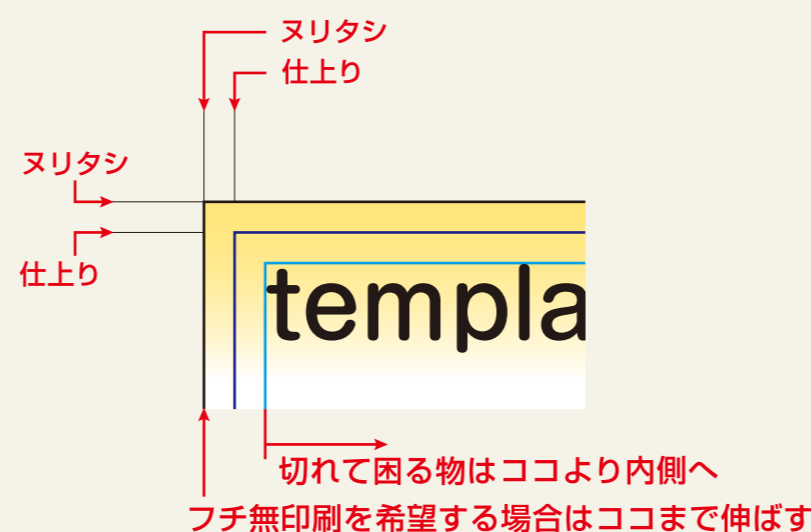 ヌリタシ
仕上り
ヌリタシ
仕上り
templa
切れて困る物はココより内側へ
フチ無印刷を希望する場合はココまで伸ばす